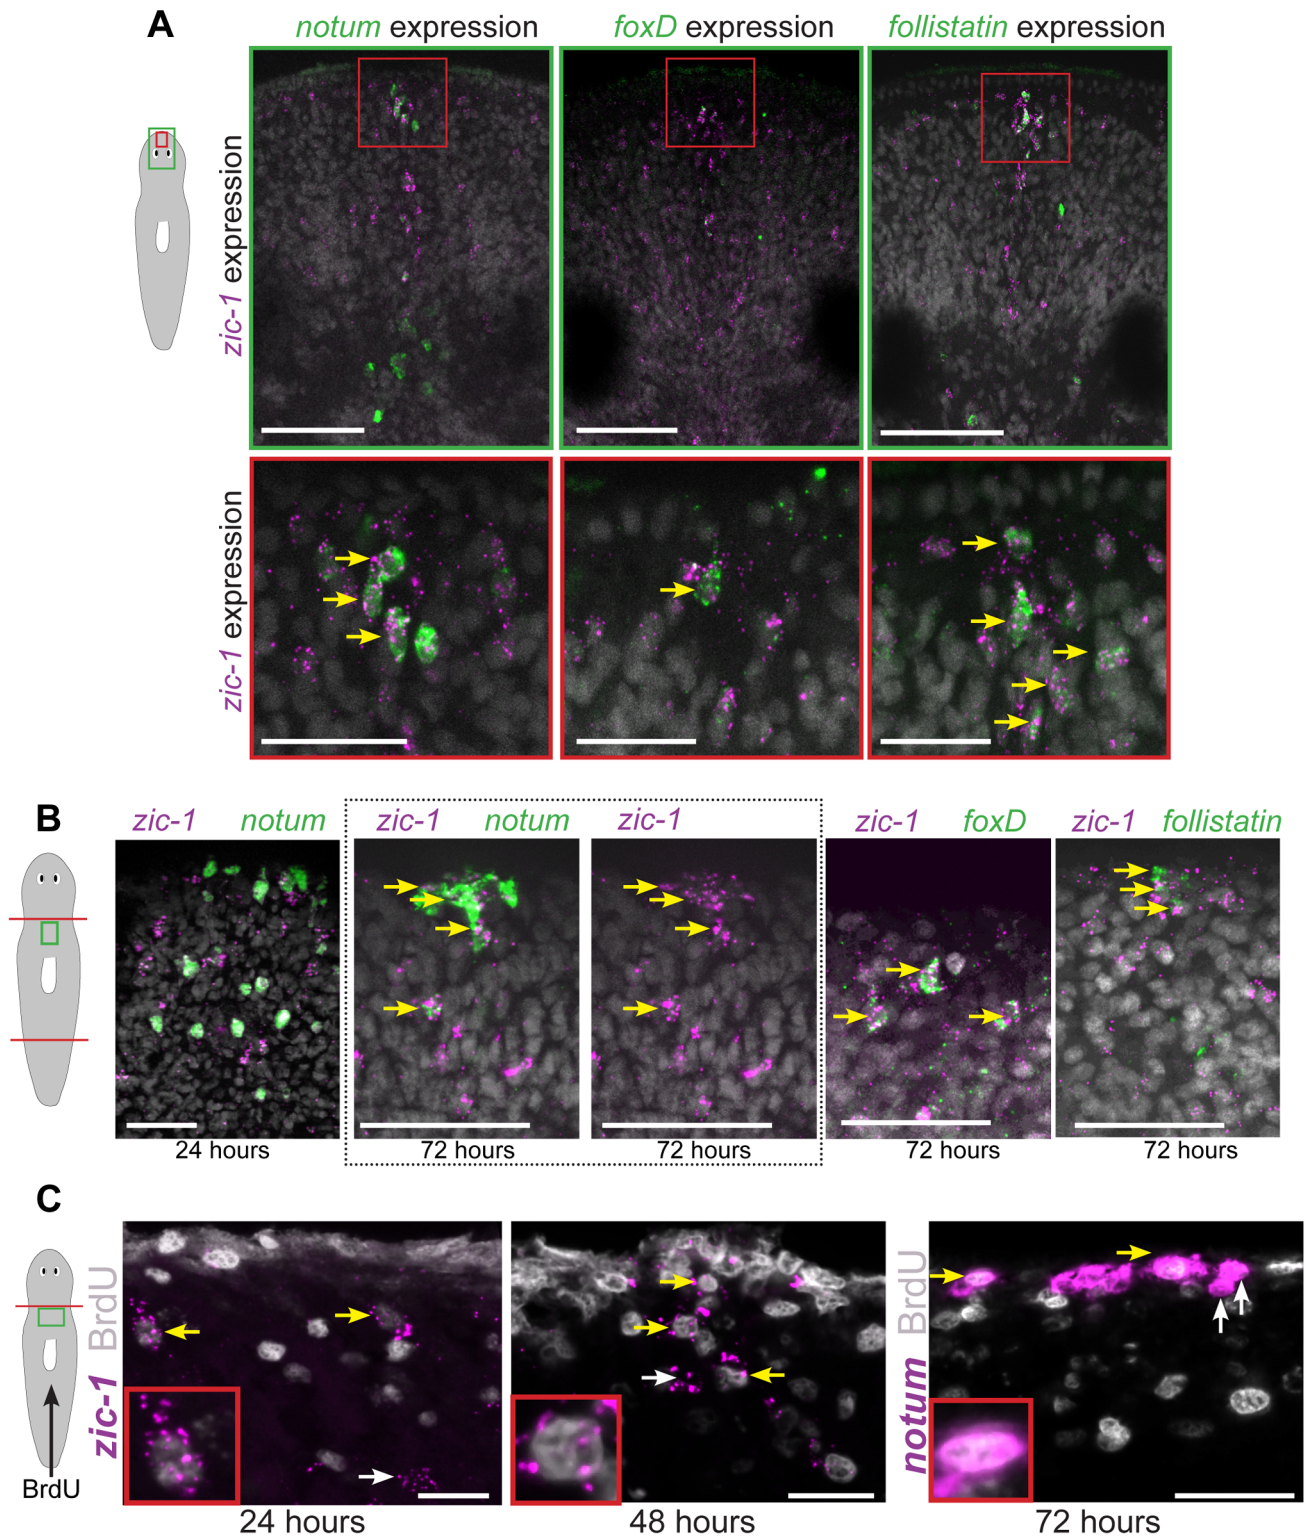 A
notum expression
foxD expression
follistatin expression
zic-1 expression
zic-1 expression
B
zic-1 notum
zic-1 notum
zic-1
zic-1 foxD
zic-1 follistatin
24 hours
72 hours
72 hours
72 hours
72 hours
C
zic-1 BrdU
notum BrdU
BrdU
24 hours
48 hours
72 hours